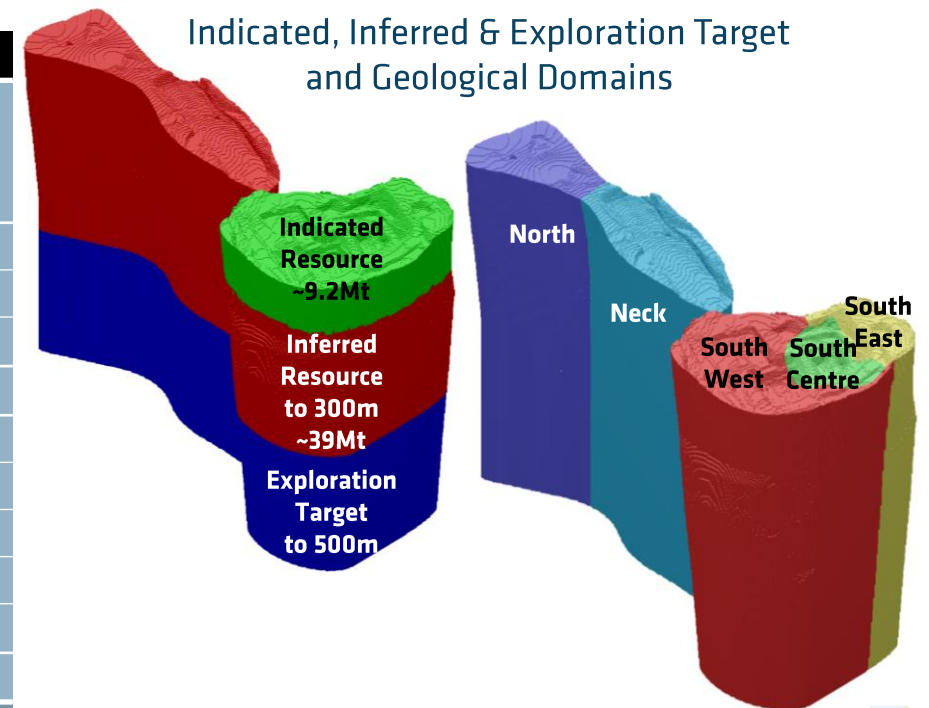 Indicated, Inferred & Exploration Target
and Geological Domains
Indicated
Resource
~9.2Mt
Inferred
Resource
to 300m
~39Mt
Exploration
Target
to 500m
North
Neck
South
West
South
Centre
South
East